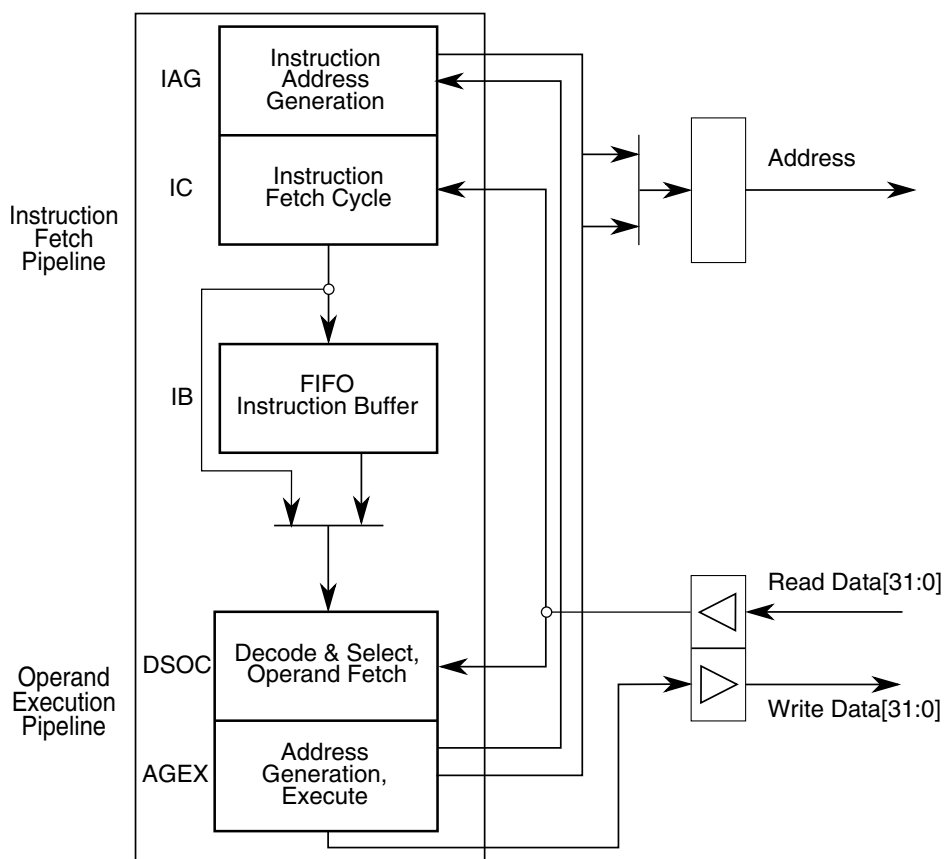 IAG
Instruction
Address
Generation
Address
IC
Instruction
Fetch Cycle
Instruction
Fetch
Pipeline
IB
FIFO
Instruction Buffer
Read Data[31:0]
DSOC
Decode & Select,
Operand Fetch
Operand
Execution
Pipeline
Write Data[31:0]
AGEX
Address
Generation,
Execute